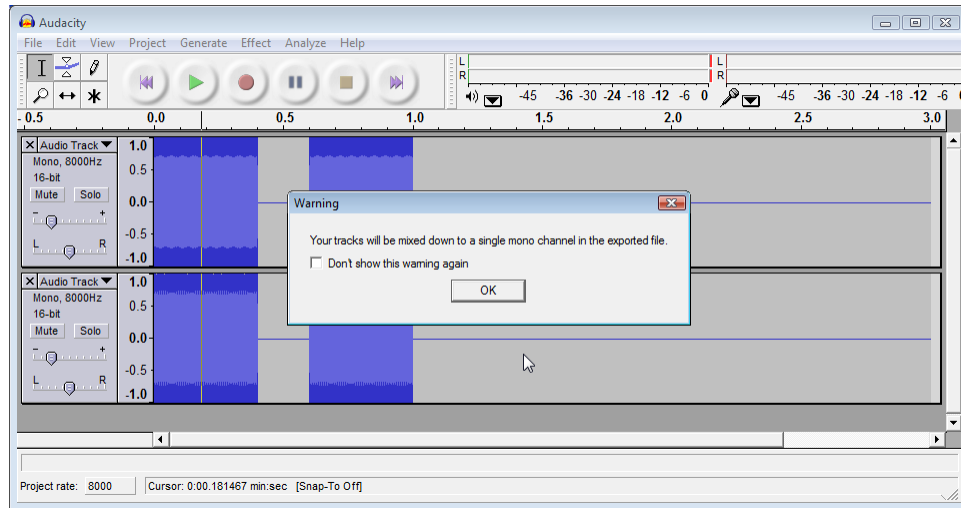 Audacity
File Edit View Project Generate Effect Analyze Help
L
R
-45 -36 -30 -24 -18 -12 -6 0
L
R
-45 -36 -30 -24 -18 -12 -6
- 0.5 0.0 0.5 1.0 1.5 2.0 2.5 3.0
Audio Track
Mono, 8000Hz
16-bit
Mute Solo
- +
L R
1.0
0.5
0.0
-0.5
-1.0
Warning
Your tracks will be mixed down to a single mono channel in the exported file.
Don't show this warning again
OK
Audio Track
Mono, 8000Hz
16-bit
Mute Solo
- +
L R
1.0
0.5
0.0
-0.5
-1.0
Project rate: 8000 Cursor: 0:00.181467 min:sec [Snap-To Off]